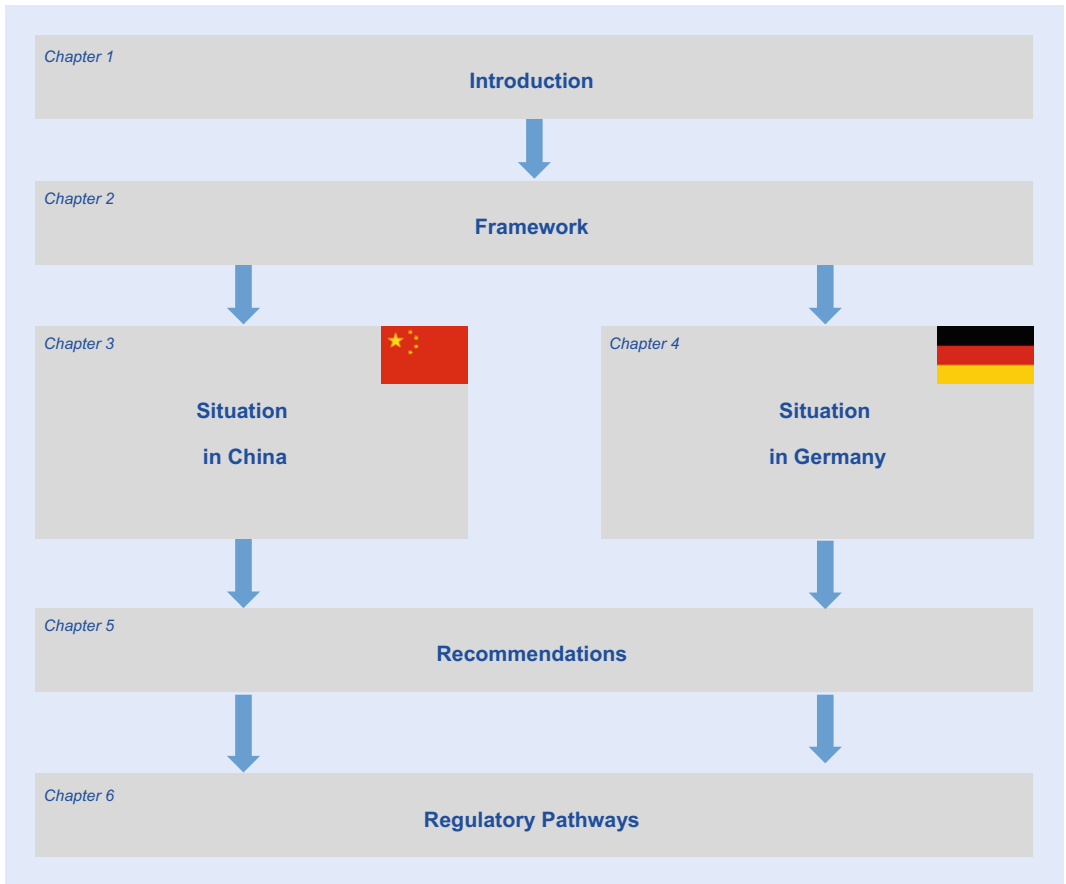 Chapter 1
Introduction
Chapter 2
Framework
Chapter 3
Situation
in China
Chapter 4
Situation
in Germany
Chapter 5
Recommendations
Chapter 6
Regulatory Pathways